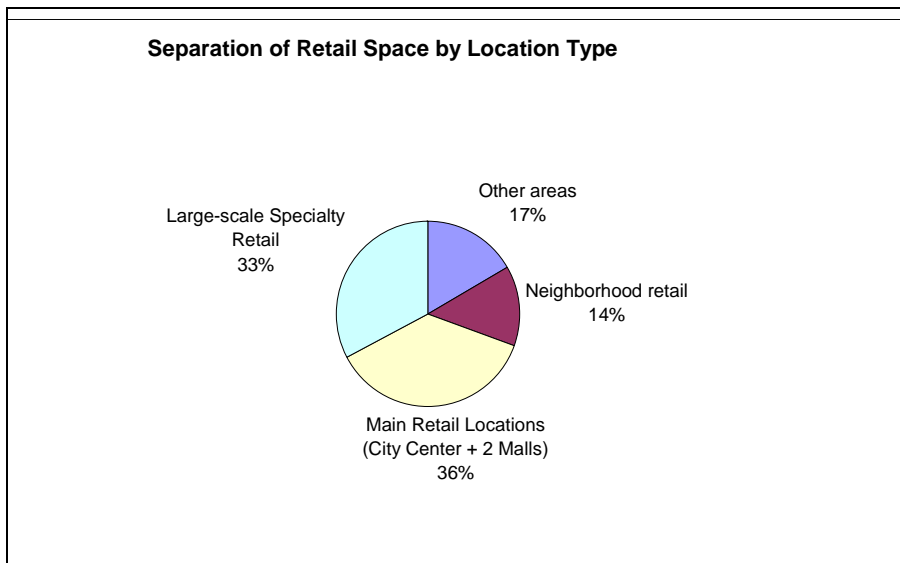 Separation of Retail Space by Location Type
Other areas
17%
Large-scale Specialty
Retail
33%
Neighborhood retail
14%
Main Retail Locations
(City Center + 2 Malls)
36%